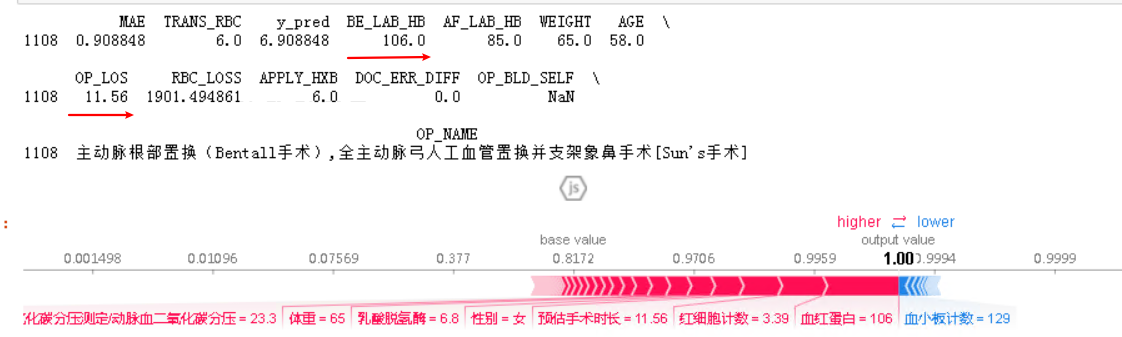 MAE TRANS_RBC y_pred BE_LAB_HB AF_LAB_HB WEIGHT AGE \
1108 0.908848 6.0 6.908848 106.0 85.0 65.0 58.0
OP_LOS RBC_LOSS APPLY_HXB DOC_ERR_DIFF OP_BLD_SELF \
1108 11.56 1901.494861 6.0 0.0 NaN
OP_NAME
1108 主动脉根部置换（Bentall手术）,全主动脉弓人工血管置换并支架象鼻手术[Sun's手术]
js
:
higher ⇄ lower
base value output value
0.001498 0.01096 0.07569 0.377 0.8172 0.9706 0.9959 1.00 0.9994 0.9999
化碳分压测定/动脉血二氧化碳分压 = 23.3 体重 = 65 乳酸脱氢酶 = 6.8 性别 = 女 预估手术时长 = 11.56 红细胞计数 = 3.39 血红蛋白 = 106 血小板计数 = 129